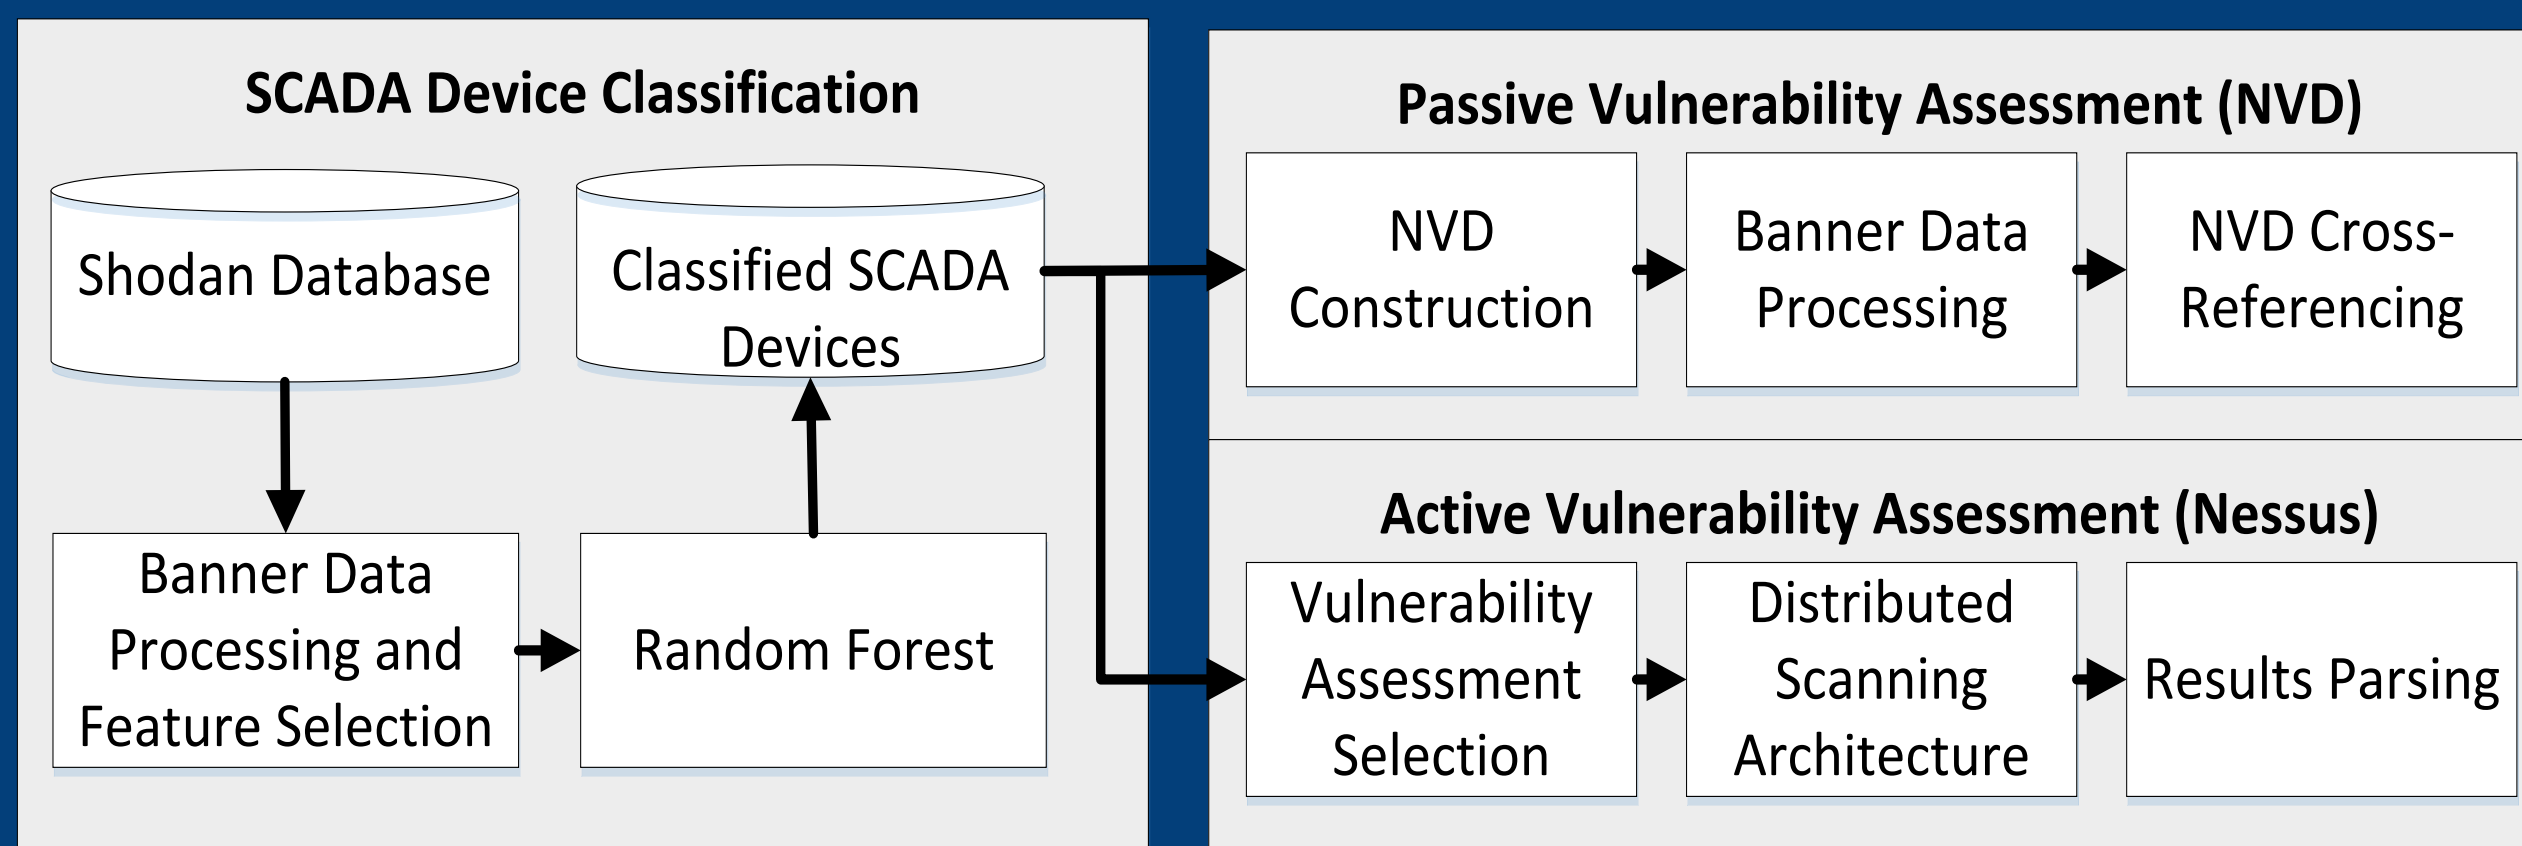 SCADA Device Classification
Shodan Database
Classified SCADA
Devices
Banner Data
Processing and
Feature Selection
Random Forest
Passive Vulnerability Assessment (NVD)
NVD
Construction
Banner Data
Processing
NVD Cross-
Referencing
Active Vulnerability Assessment (Nessus)
Vulnerability
Assessment
Selection
Distributed
Scanning
Architecture
Results Parsing